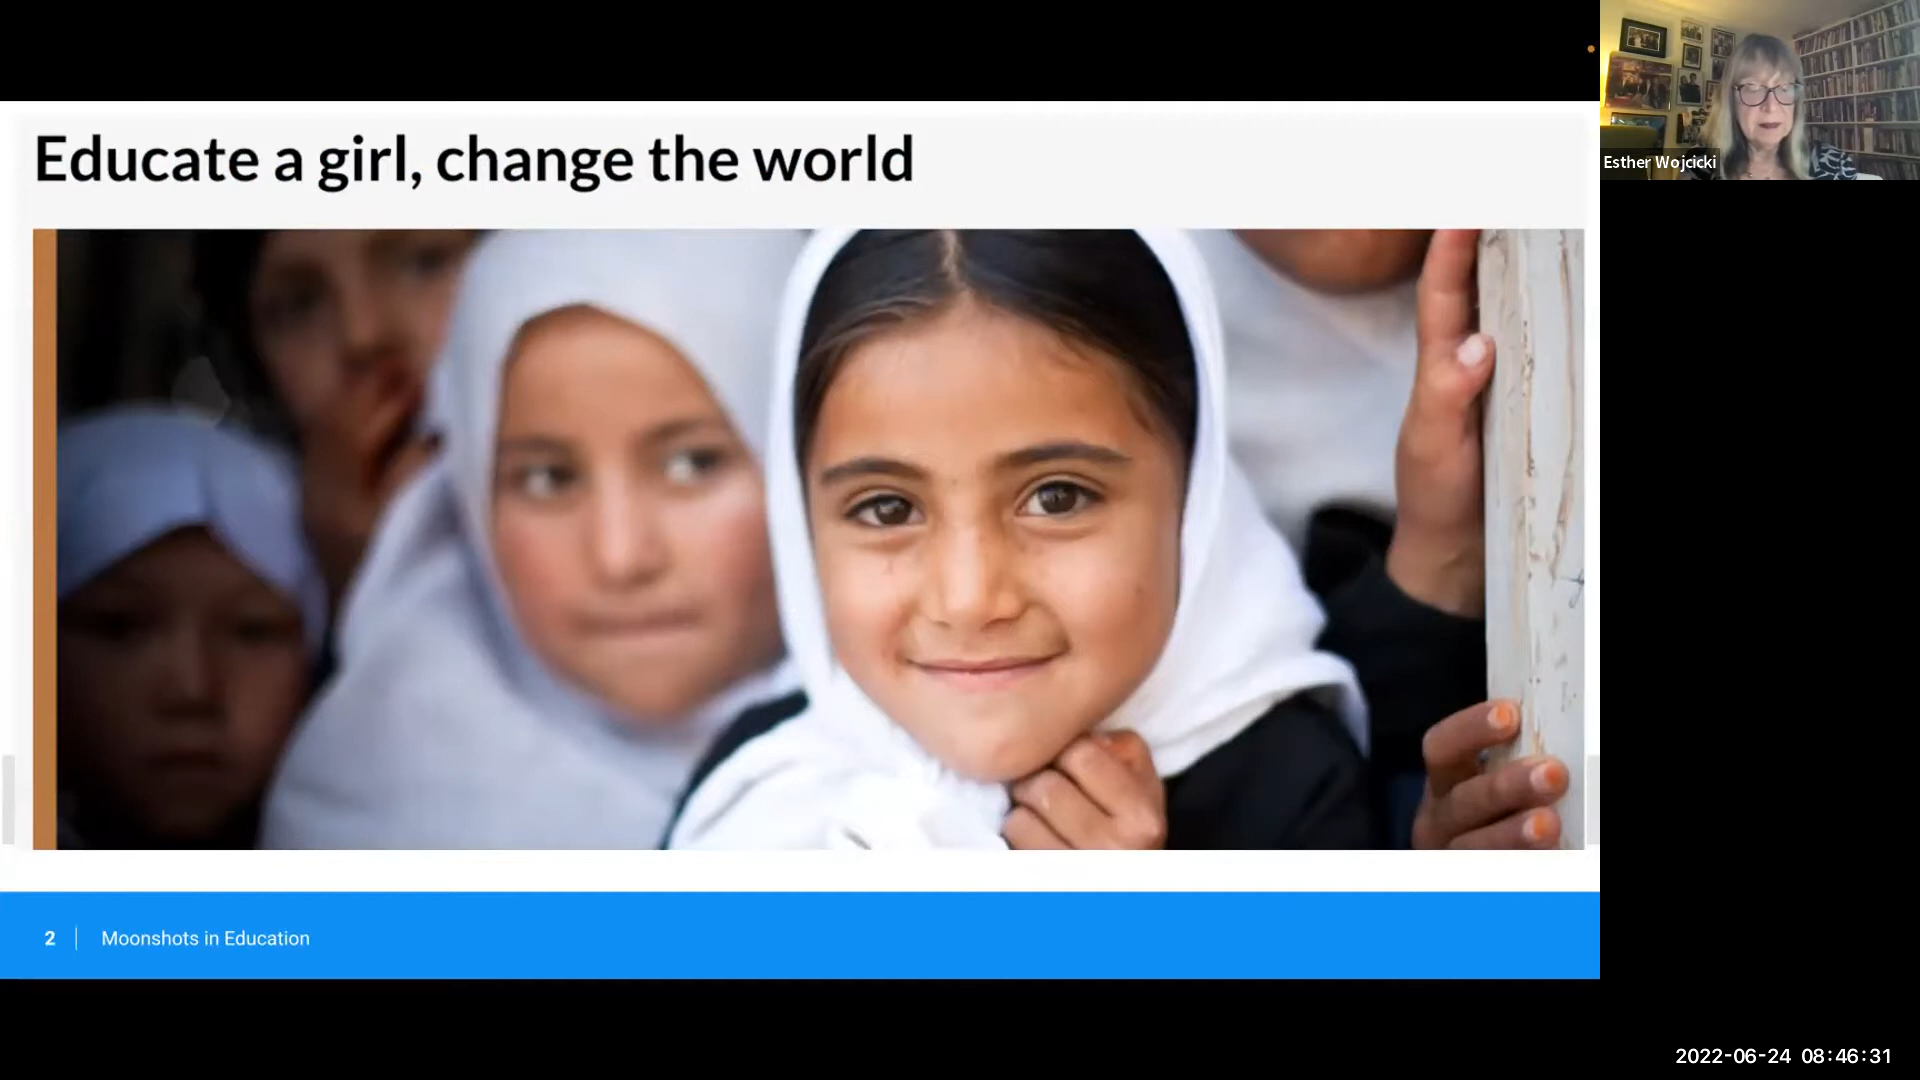 Educate a girl, change the world
Esther Wojcicki
2
Moonshots in Education
2022-06-24 08:46:31